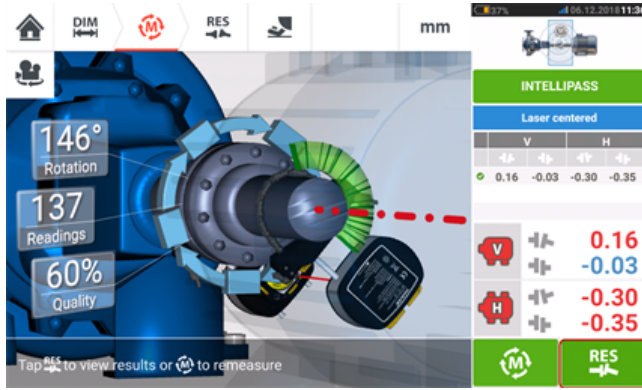 DIM
M
RES
mm
37%
06.12.2018 11:30
146°
Rotation
137
Readings
60%
Quality
Tap RES to view results or M to remeasure
INTELLIPASS
Laser centered
V H
0.16 -0.03 -0.30 -0.35
V
0.16
-0.03
H
-0.30
-0.35
M
RES